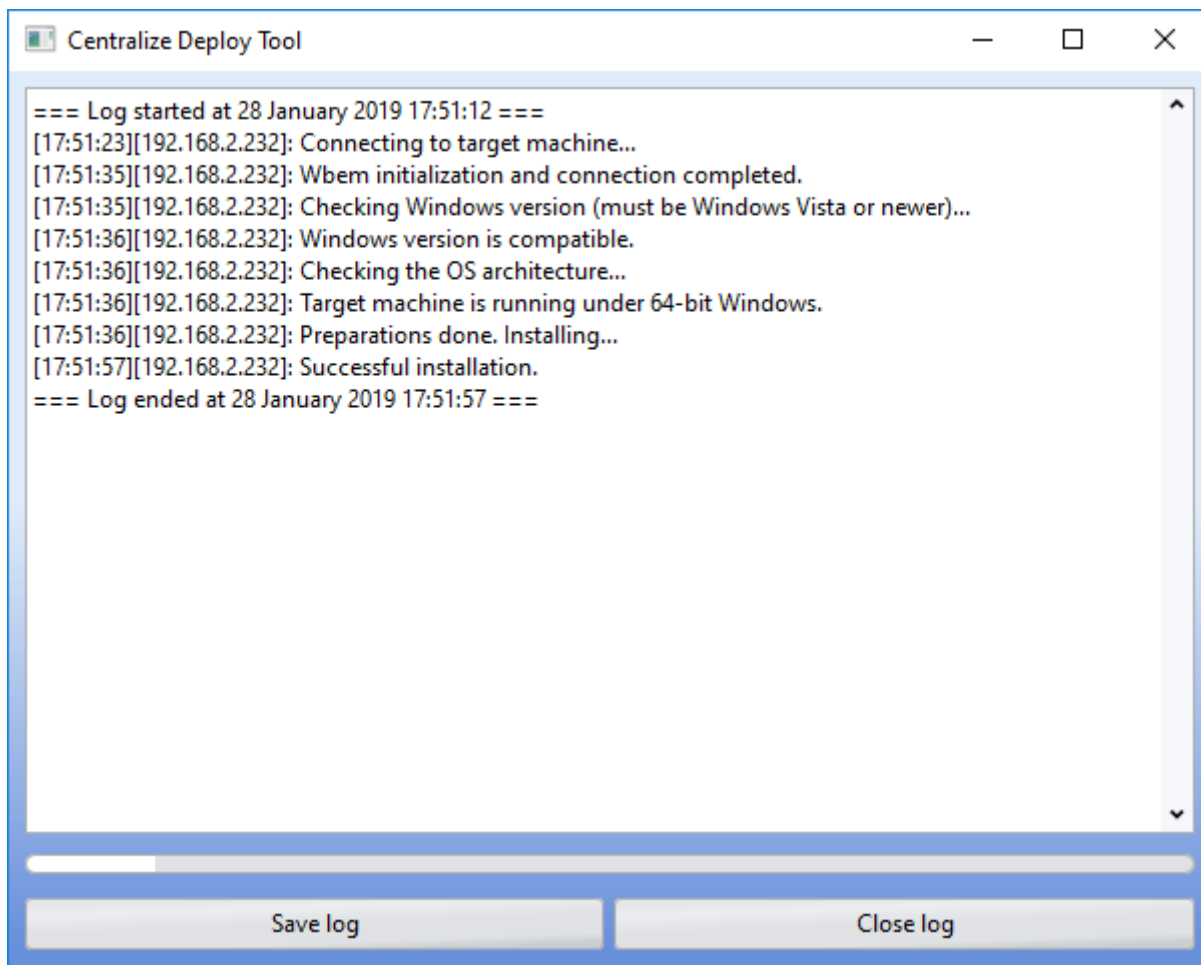 Centralize Deploy Tool
=== Log started at 28 January 2019 17:51:12 ===
[17:51:23][192.168.2.232]: Connecting to target machine...
[17:51:35][192.168.2.232]: Wbem initialization and connection completed.
[17:51:35][192.168.2.232]: Checking Windows version (must be Windows Vista or newer)...
[17:51:36][192.168.2.232]: Windows version is compatible.
[17:51:36][192.168.2.232]: Checking the OS architecture...
[17:51:36][192.168.2.232]: Target machine is running under 64-bit Windows.
[17:51:36][192.168.2.232]: Preparations done. Installing...
[17:51:57][192.168.2.232]: Successful installation.
=== Log ended at 28 January 2019 17:51:57 ===
Save log
Close log